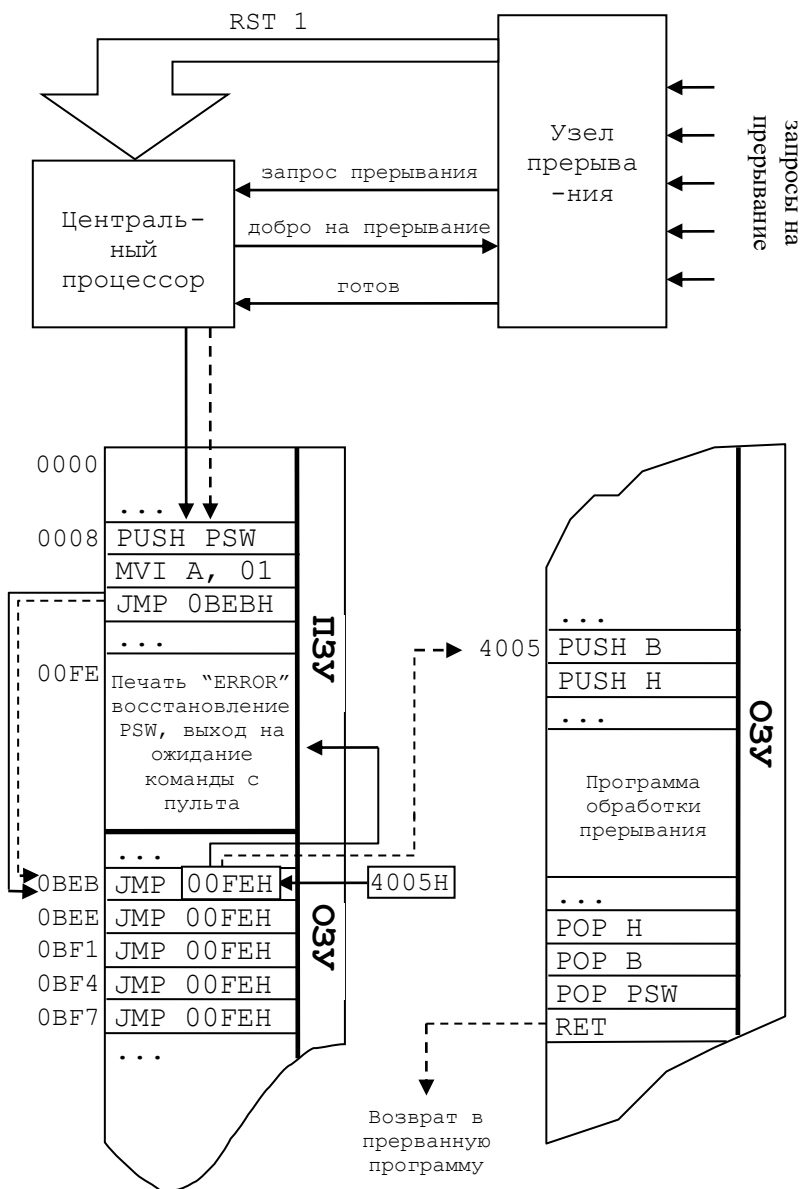 RST 1
Узел
прерыва
-ния
запросы на
прерывание
запрос прерывания
добро на прерывание
готов
Централь-
ный
процессор
0000
...
0008 PUSH PSW
MVI A, 01
JMP 0BEBH
...
00FE
Печать “ERROR”
восстановление
PSW, выход на
ожидание
команды с
пульта
ПЗУ
...
0BEB JMP 00FEH 4005H
0BEE JMP 00FEH
0BF1 JMP 00FEH
0BF4 JMP 00FEH
0BF7 JMP 00FEH
...
ОЗУ
...
4005 PUSH B
PUSH H
...
Программа
обработки
прерывания
...
POP H
POP B
POP PSW
RET
ОЗУ
Возврат в
прерванную
программу